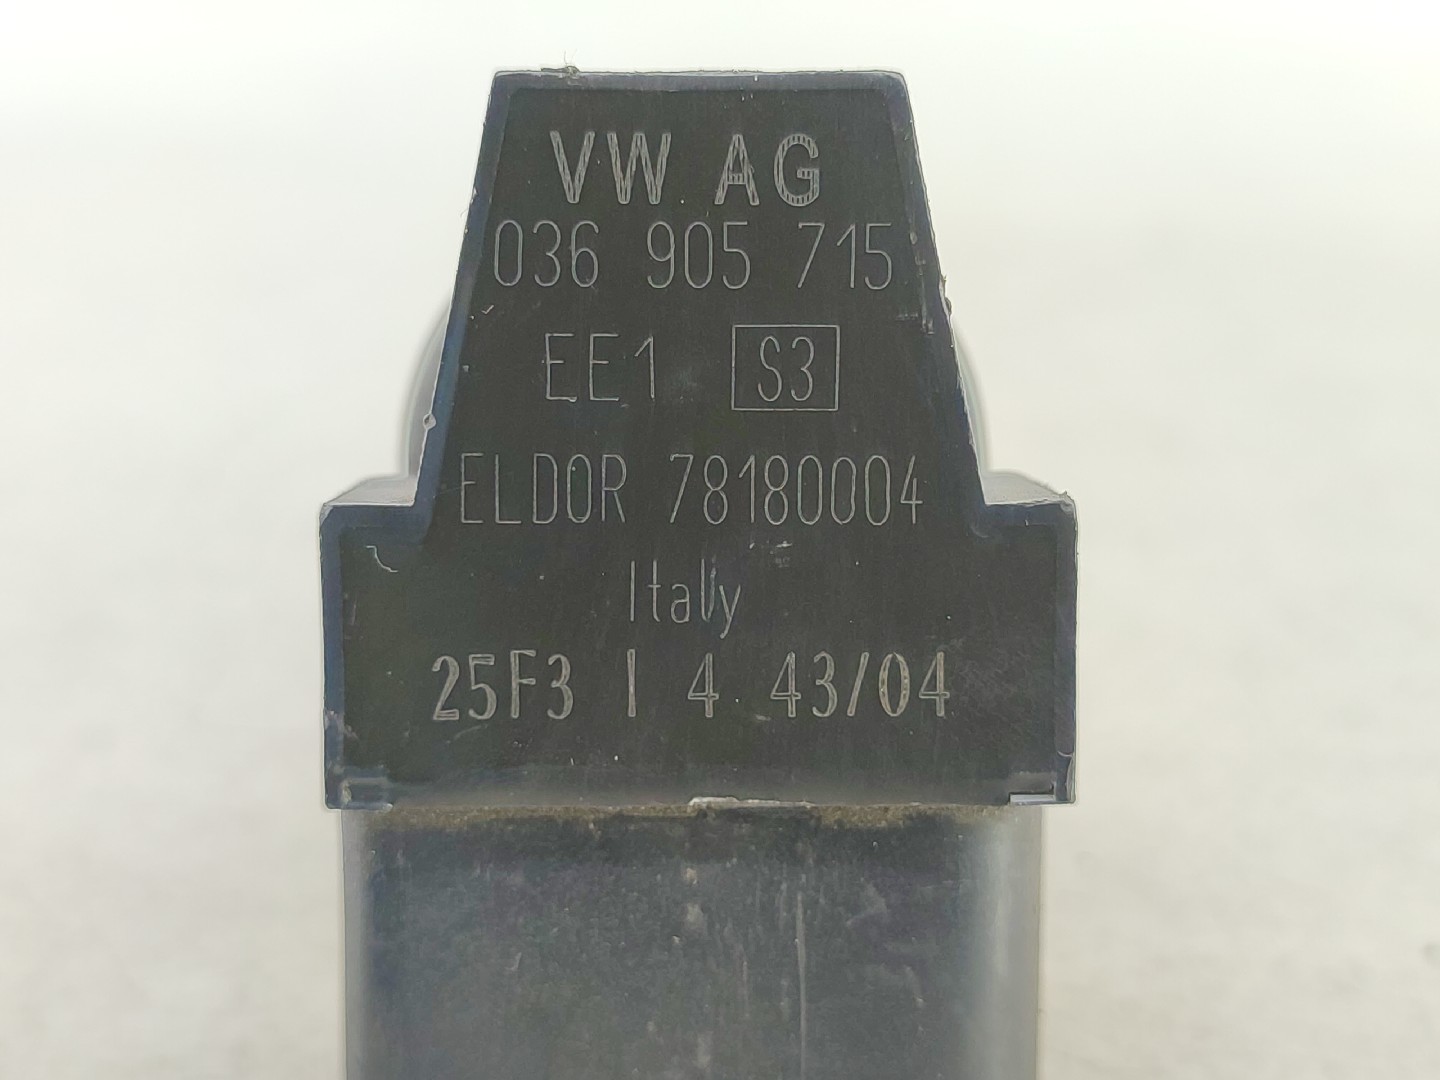 VW AG
036 905 715
EE1 S3
ELDOR 78180004
Italy
25F3 I 4 43/04